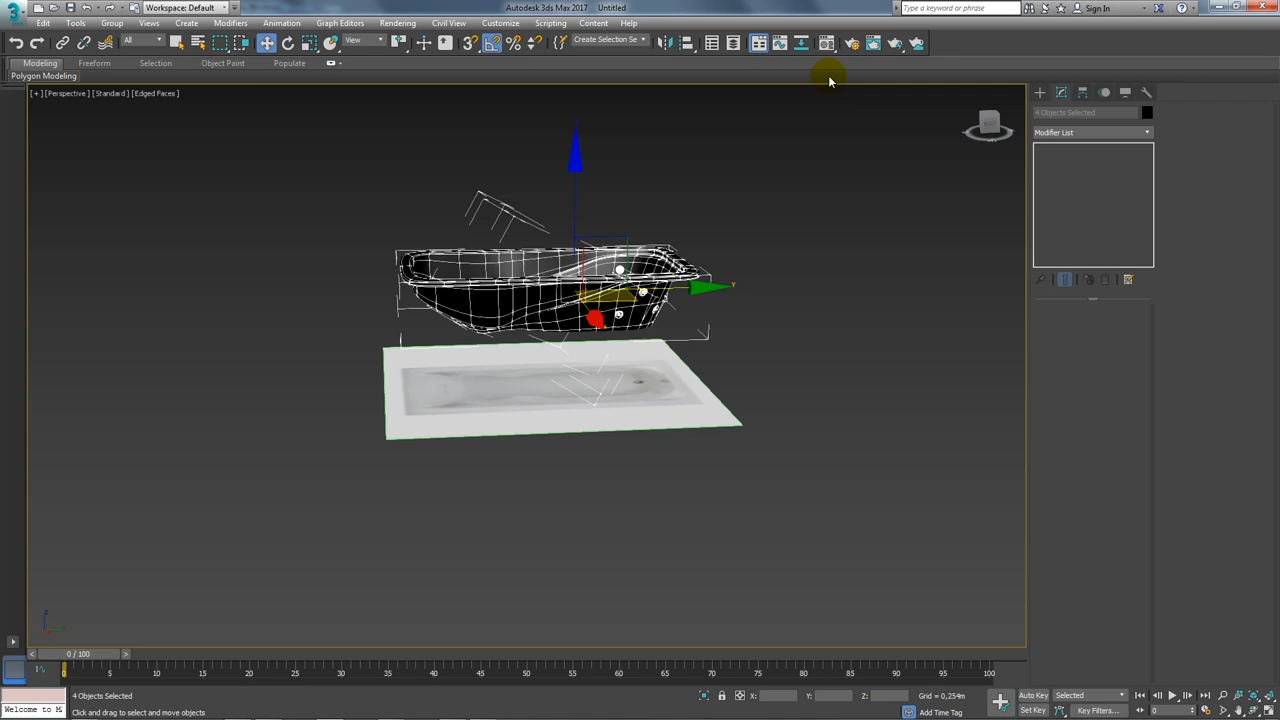 Workspace: Default
Autodesk 3ds Max 2017 Untitled
Type a keyword or phrase
Sign In
Edit Tools Group Views Create Modifiers Animation Graph Editors Rendering Civil View Customize Scripting Content Help
All
View
Create Selection Se
Modeling Freeform Selection Object Paint Populate
Polygon Modeling
[+] [Perspective] [Standard] [Edged Faces]
4 Objects Selected
Modifier List
z
y
0 / 100
0 5 10 15 20 25 30 35 40 45 50 55 60 65 70 75 80 85 90 95 100
4 Objects Selected
X: Y: Z: Grid = 0,254m
Auto Key Selected
Welcome to M
Click and drag to select and move objects
Add Time Tag
Set Key Key Filters... 0